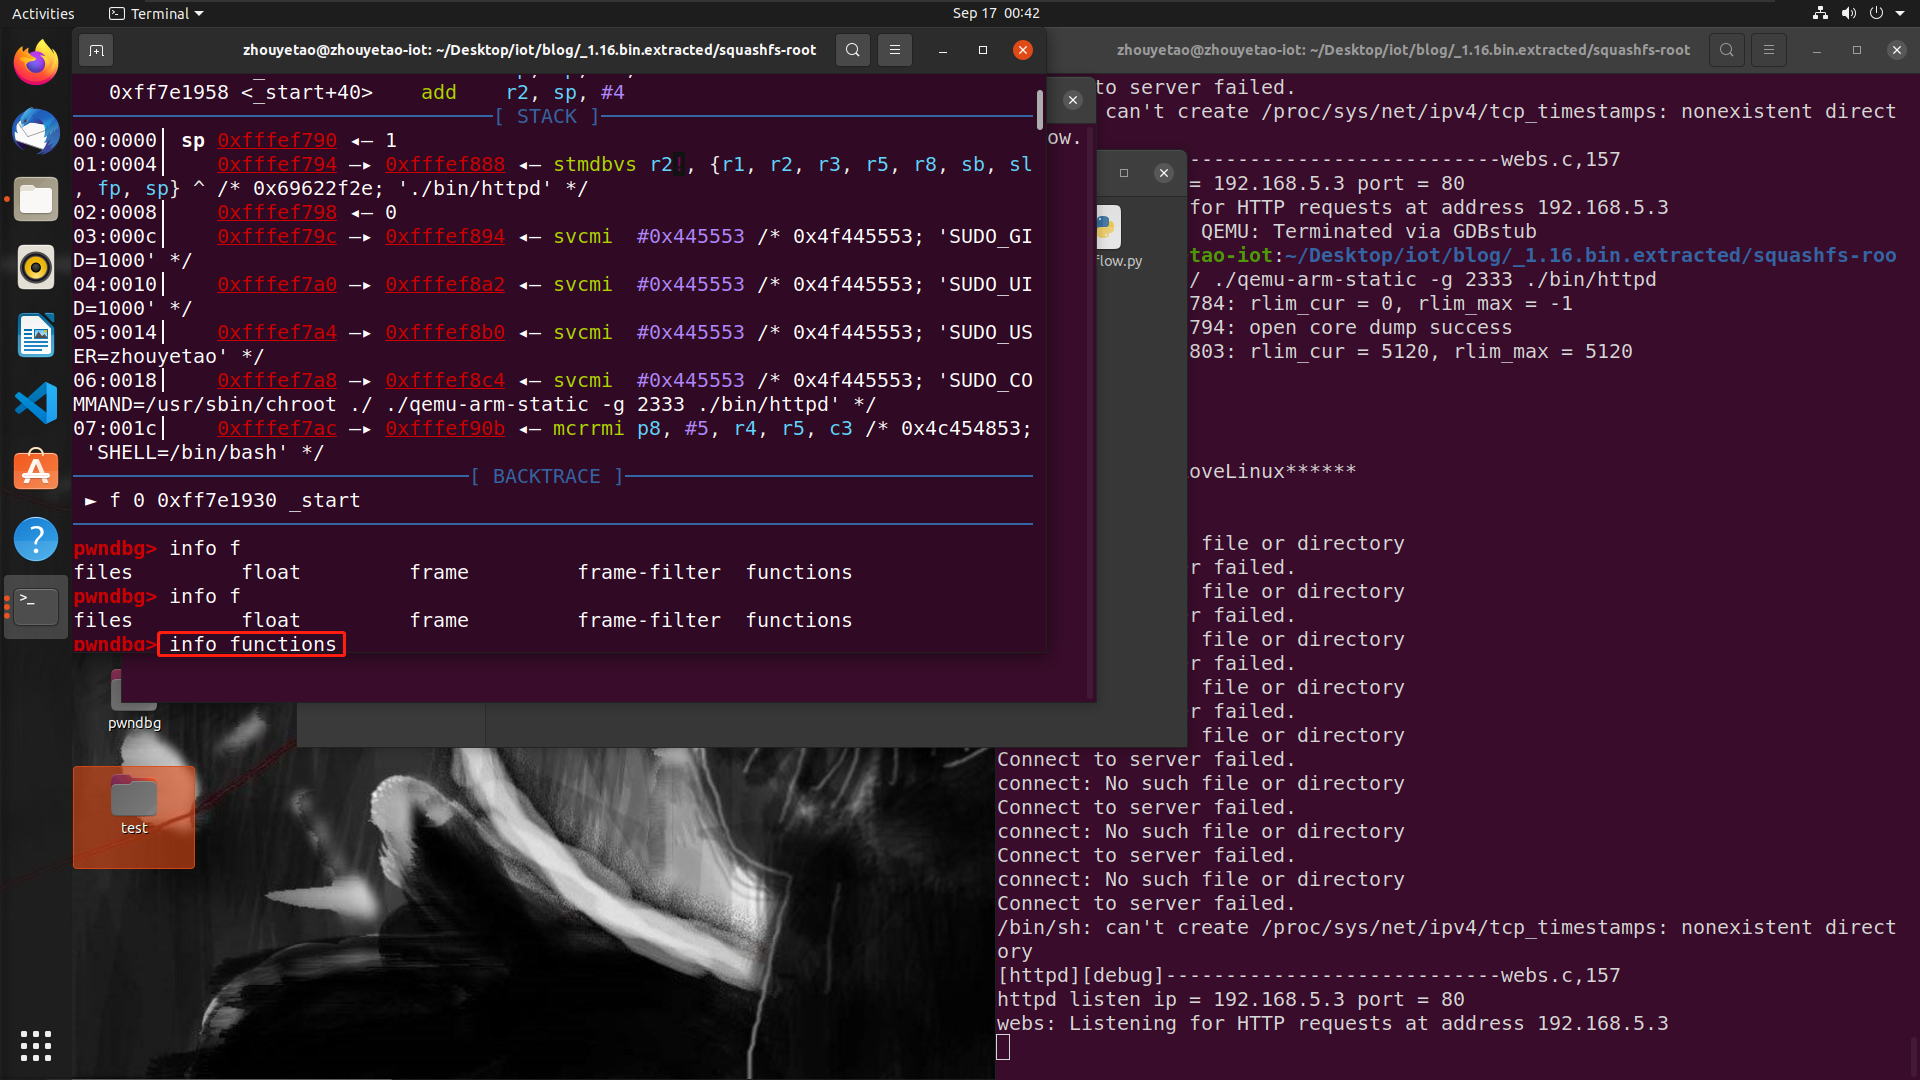 Activities
Terminal
Sep 17 00:42
zhouyetao@zhouyetao-iot: ~/Desktop/iot/blog/_1.16.bin.extracted/squashfs-root
0xff7e1958 <_start+40> add r2, sp, #4
[ STACK ]
00:0000│ sp 0xfffef790 ◂— 1
01:0004│ 0xfffef794 —▸ 0xfffef888 ◂— stmdbvs r2!, {r1, r2, r3, r5, r8, sb, sl
, fp, sp} ^ /* 0x69622f2e; './bin/httpd' */
02:0008│ 0xfffef798 ◂— 0
03:000c│ 0xfffef79c —▸ 0xfffef894 ◂— svcmi #0x445553 /* 0x4f445553; 'SUDO_GI
D=1000' */
04:0010│ 0xfffef7a0 —▸ 0xfffef8a2 ◂— svcmi #0x445553 /* 0x4f445553; 'SUDO_UI
D=1000' */
05:0014│ 0xfffef7a4 —▸ 0xfffef8b0 ◂— svcmi #0x445553 /* 0x4f445553; 'SUDO_US
ER=zhouyetao' */
06:0018│ 0xfffef7a8 —▸ 0xfffef8c4 ◂— svcmi #0x445553 /* 0x4f445553; 'SUDO_CO
MMAND=/usr/sbin/chroot ./ ./qemu-arm-static -g 2333 ./bin/httpd' */
07:001c│ 0xfffef7ac —▸ 0xfffef90b ◂— mcrrmi p8, #5, r4, r5, c3 /* 0x4c454853;
'SHELL=/bin/bash' */
[ BACKTRACE ]
► f 0 0xff7e1930 _start
pwndbg> info f
files float frame frame-filter functions
pwndbg> info f
files float frame frame-filter functions
pwndbg> info functions
ow.
flow.py
pwndbg
test
zhouyetao@zhouyetao-iot: ~/Desktop/iot/blog/_1.16.bin.extracted/squashfs-root
to server failed.
can't create /proc/sys/net/ipv4/tcp_timestamps: nonexistent direct
--------------------------webs.c,157
= 192.168.5.3 port = 80
for HTTP requests at address 192.168.5.3
QEMU: Terminated via GDBstub
tao-iot:~/Desktop/iot/blog/_1.16.bin.extracted/squashfs-roo
/ ./qemu-arm-static -g 2333 ./bin/httpd
784: rlim_cur = 0, rlim_max = -1
794: open core dump success
803: rlim_cur = 5120, rlim_max = 5120
oveLinux******
file or directory
r failed.
file or directory
r failed.
file or directory
r failed.
file or directory
r failed.
file or directory
Connect to server failed.
connect: No such file or directory
Connect to server failed.
connect: No such file or directory
Connect to server failed.
connect: No such file or directory
Connect to server failed.
/bin/sh: can't create /proc/sys/net/ipv4/tcp_timestamps: nonexistent direct
ory
[httpd][debug]----------------------------webs.c,157
httpd listen ip = 192.168.5.3 port = 80
webs: Listening for HTTP requests at address 192.168.5.3